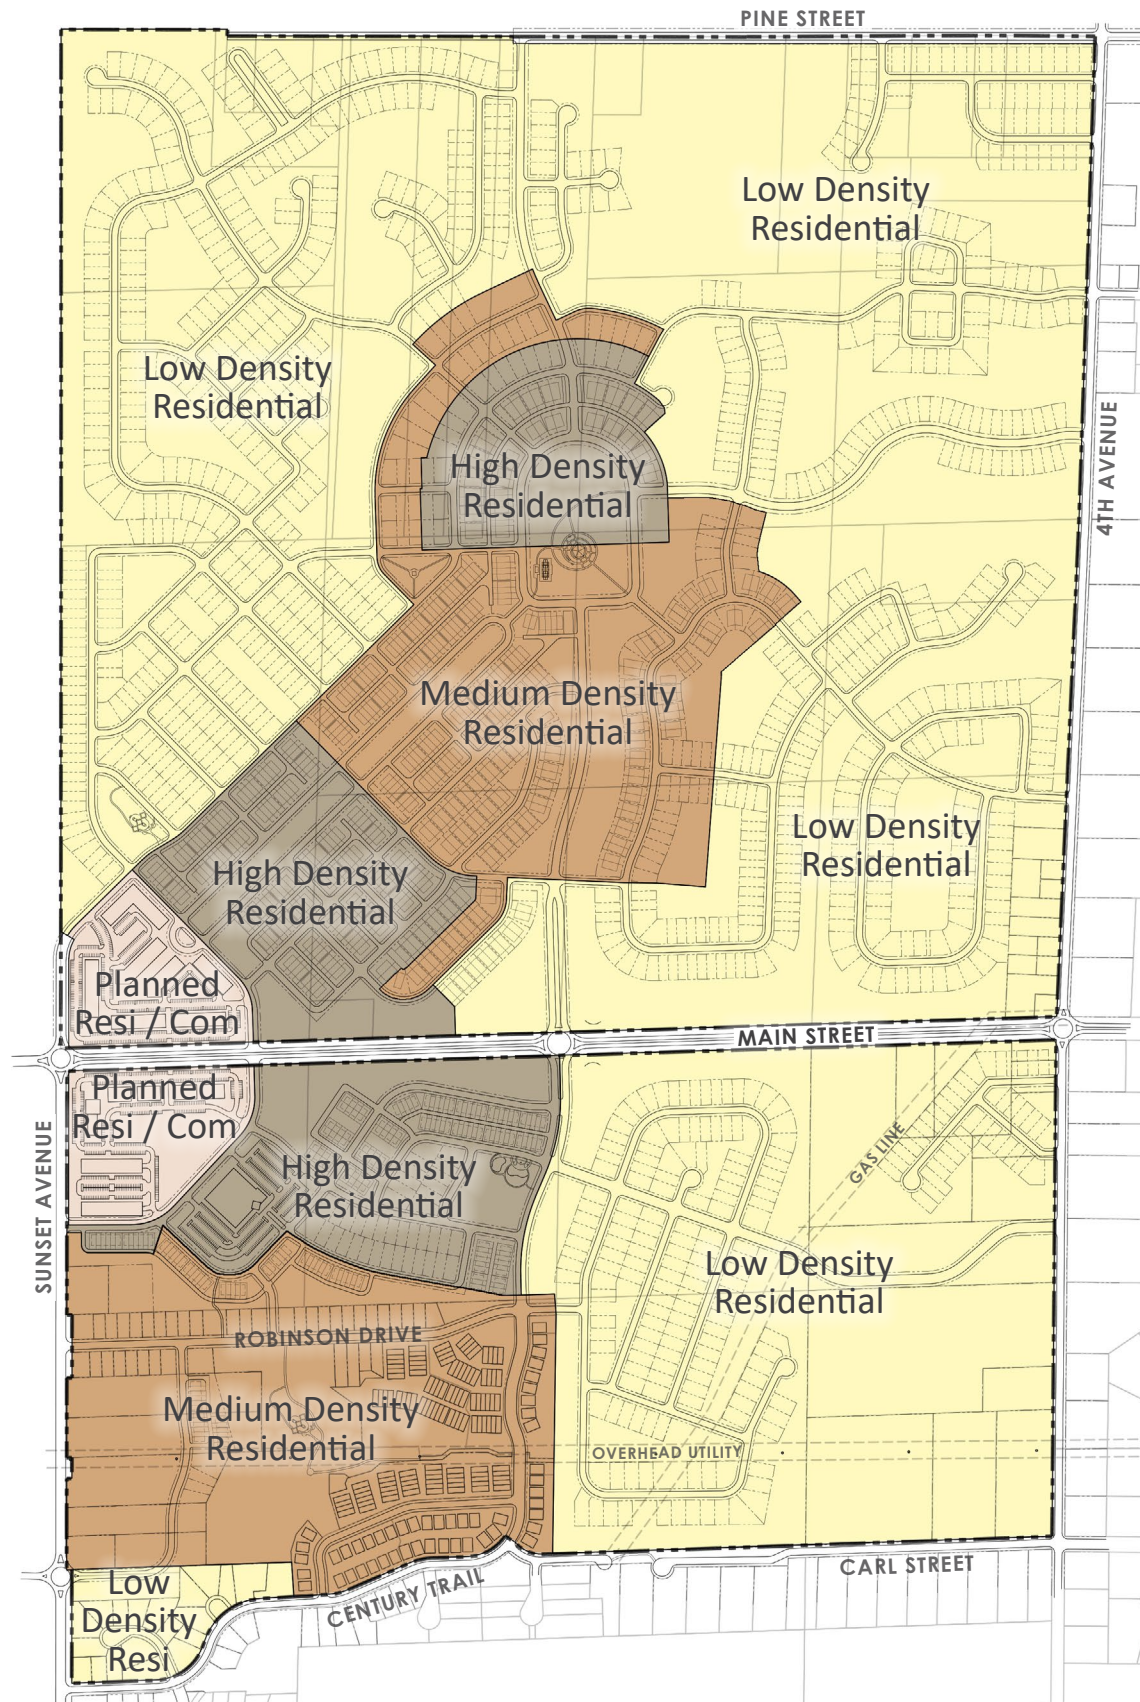 PINE STREET
Low Density
Residential
Low Density
Residential
4TH AVENUE
High Density
Residential
Medium Density
Residential
Low Density
Residential
High Density
Residential
Planned
Resi / Com
MAIN STREET
Planned
Resi / Com
SUNSET AVENUE
GAS LINE
High Density
Residential
Low Density
Residential
ROBINSON DRIVE
Medium Density
Residential
OVERHEAD UTILITY
CARL STREET
CENTURY TRAIL
Low
Density
Resi